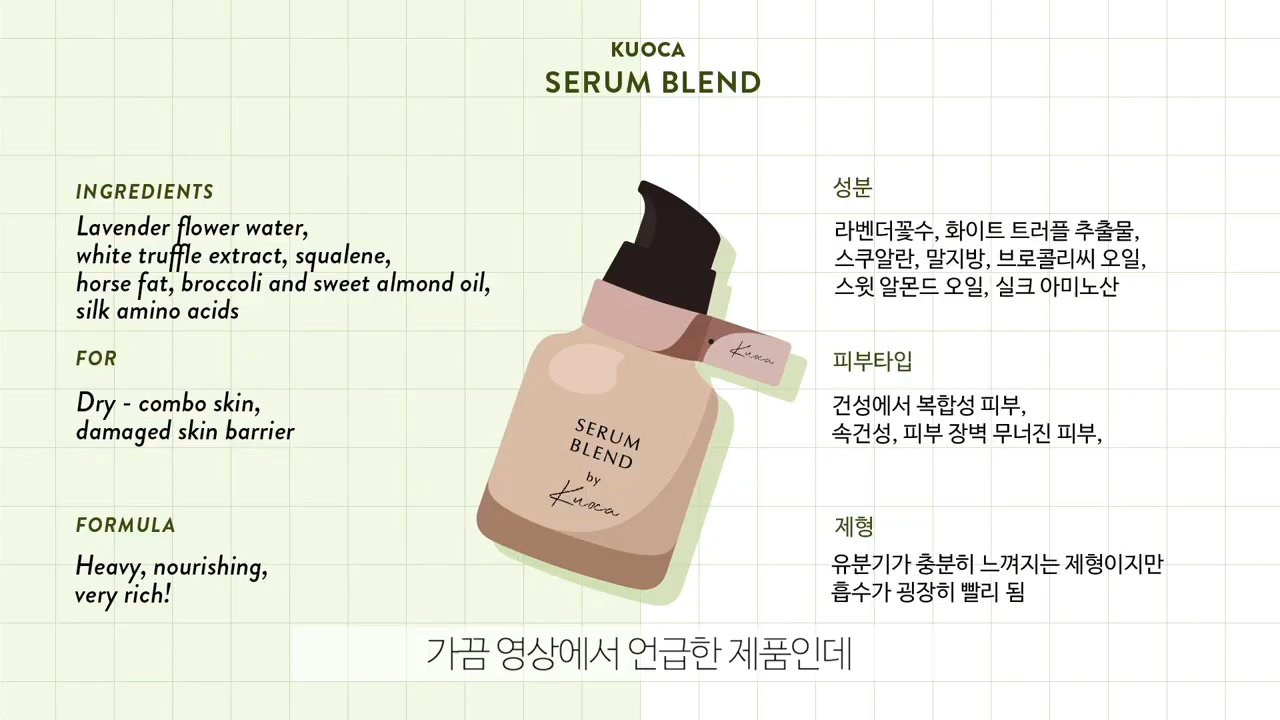 KUOCA
SERUM BLEND
INGREDIENTS
Lavender flower water,
white truffle extract, squalene,
horse fat, broccoli and sweet almond oil,
silk amino acids
FOR
Dry - combo skin,
damaged skin barrier
FORMULA
Heavy, nourishing,
very rich!
Kuoca
SERUM
BLEND
by
Kuoca
성분
라벤더꽃수, 화이트 트러플 추출물,
스쿠알란, 말지방, 브로콜리씨 오일,
스윗 알몬드 오일, 실크 아미노산
피부타입
건성에서 복합성 피부,
속건성, 피부 장벽 무너진 피부,
제형
유분기가 충분히 느껴지는 제형이지만
흡수가 굉장히 빨리 됨
가끔 영상에서 언급한 제품인데